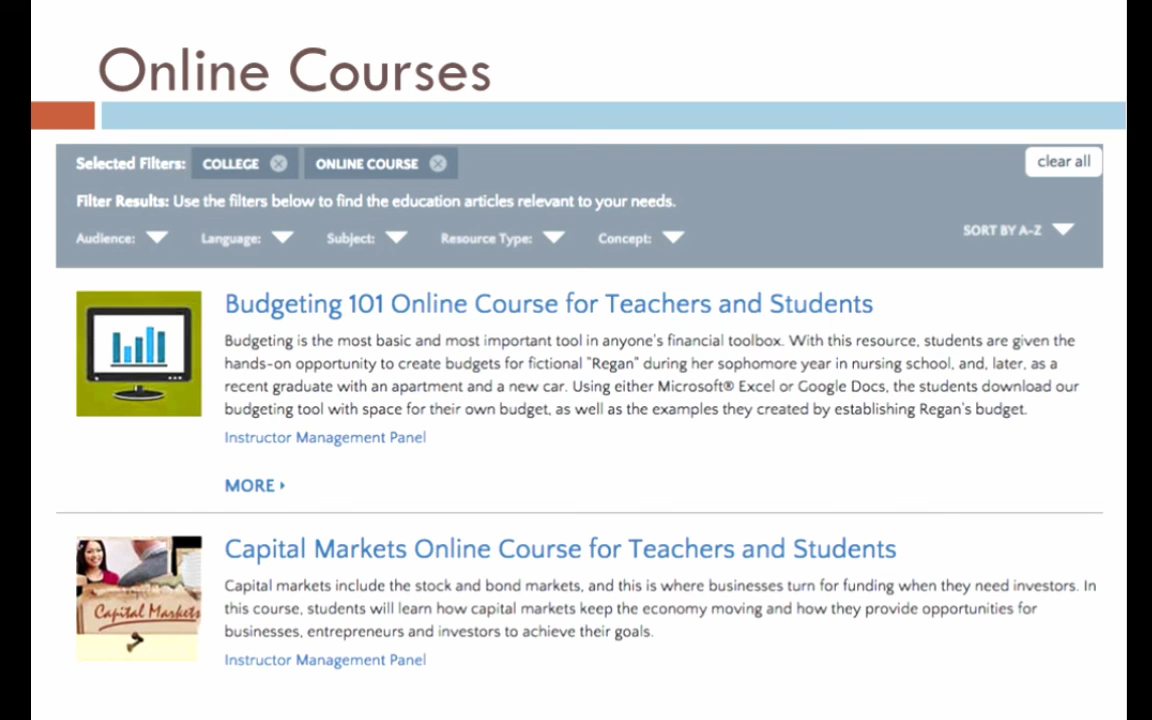 Online Courses
Selected Filters: COLLEGE ONLINE COURSE clear all
Filter Results: Use the filters below to find the education articles relevant to your needs.
Audience: Language: Subject: Resource Type: Concept: SORT BY A-Z
Budgeting 101 Online Course for Teachers and Students
Budgeting is the most basic and most important tool in anyone's financial toolbox. With this resource, students are given the
hands-on opportunity to create budgets for fictional "Regan" during her sophomore year in nursing school, and, later, as a
recent graduate with an apartment and a new car. Using either Microsoft® Excel or Google Docs, the students download our
budgeting tool with space for their own budget, as well as the examples they created by establishing Regan's budget.
Instructor Management Panel
MORE
Capital Markets Online Course for Teachers and Students
Capital markets include the stock and bond markets, and this is where businesses turn for funding when they need investors. In
this course, students will learn how capital markets keep the economy moving and how they provide opportunities for
Capital Markets
businesses, entrepreneurs and investors to achieve their goals.
Instructor Management Panel